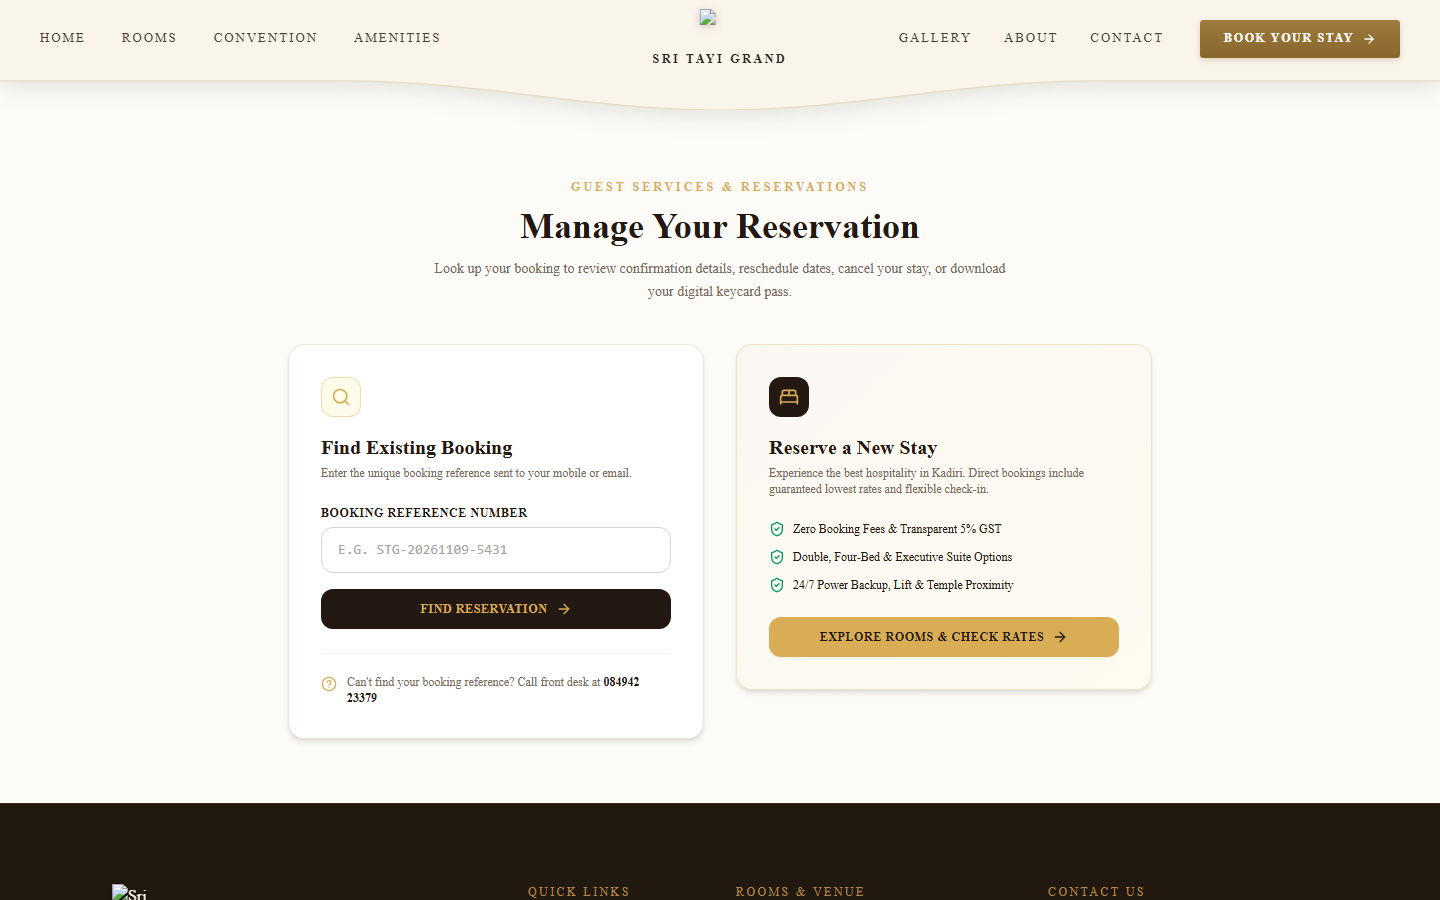 HOME
ROOMS
CONVENTION
AMENITIES
SRI TAYI GRAND
GALLERY
ABOUT
CONTACT
BOOK YOUR STAY
GUEST SERVICES & RESERVATIONS
Manage Your Reservation
Look up your booking to review confirmation details, reschedule dates, cancel your stay, or download
your digital keycard pass.
Find Existing Booking
Enter the unique booking reference sent to your mobile or email.
BOOKING REFERENCE NUMBER
E.G. STG-20261109-5431
FIND RESERVATION
Can't find your booking reference? Call front desk at 084942
23379
Reserve a New Stay
Experience the best hospitality in Kadiri. Direct bookings include
guaranteed lowest rates and flexible check-in.
Zero Booking Fees & Transparent 5% GST
Double, Four-Bed & Executive Suite Options
24/7 Power Backup, Lift & Temple Proximity
EXPLORE ROOMS & CHECK RATES
Sri
QUICK LINKS
ROOMS & VENUE
CONTACT US